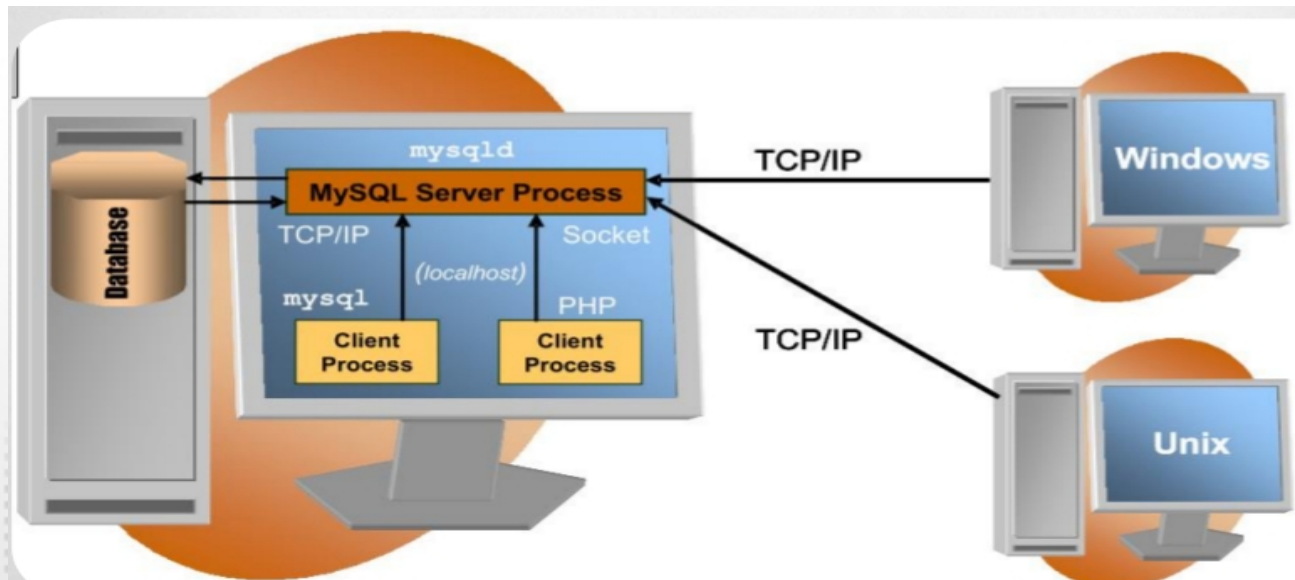 mysqld
MySQL Server Process
Database
TCP/IP
Socket
(localhost)
mysql
PHP
Client
Process
Client
Process
TCP/IP
Windows
TCP/IP
Unix